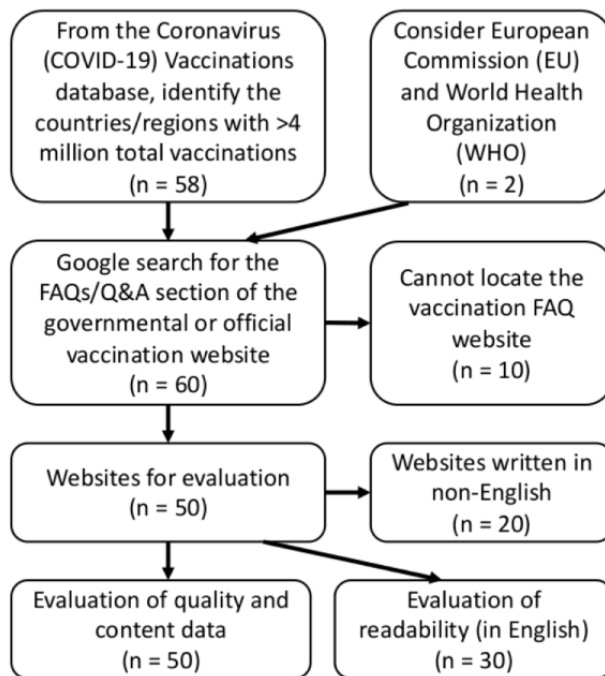 From the Coronavirus
(COVID-19) Vaccinations
database, identify the
countries/regions with >4
million total vaccinations
(n = 58)
Consider European
Commission (EU)
and World Health
Organization
(WHO)
(n = 2)
Google search for the
FAQs/Q&A section of the
governmental or official
vaccination website
(n = 60)
Cannot locate the
vaccination FAQ
website
(n = 10)
Websites for evaluation
(n = 50)
Websites written in
non-English
(n = 20)
Evaluation of quality and
content data
(n = 50)
Evaluation of
readability (in English)
(n = 30)